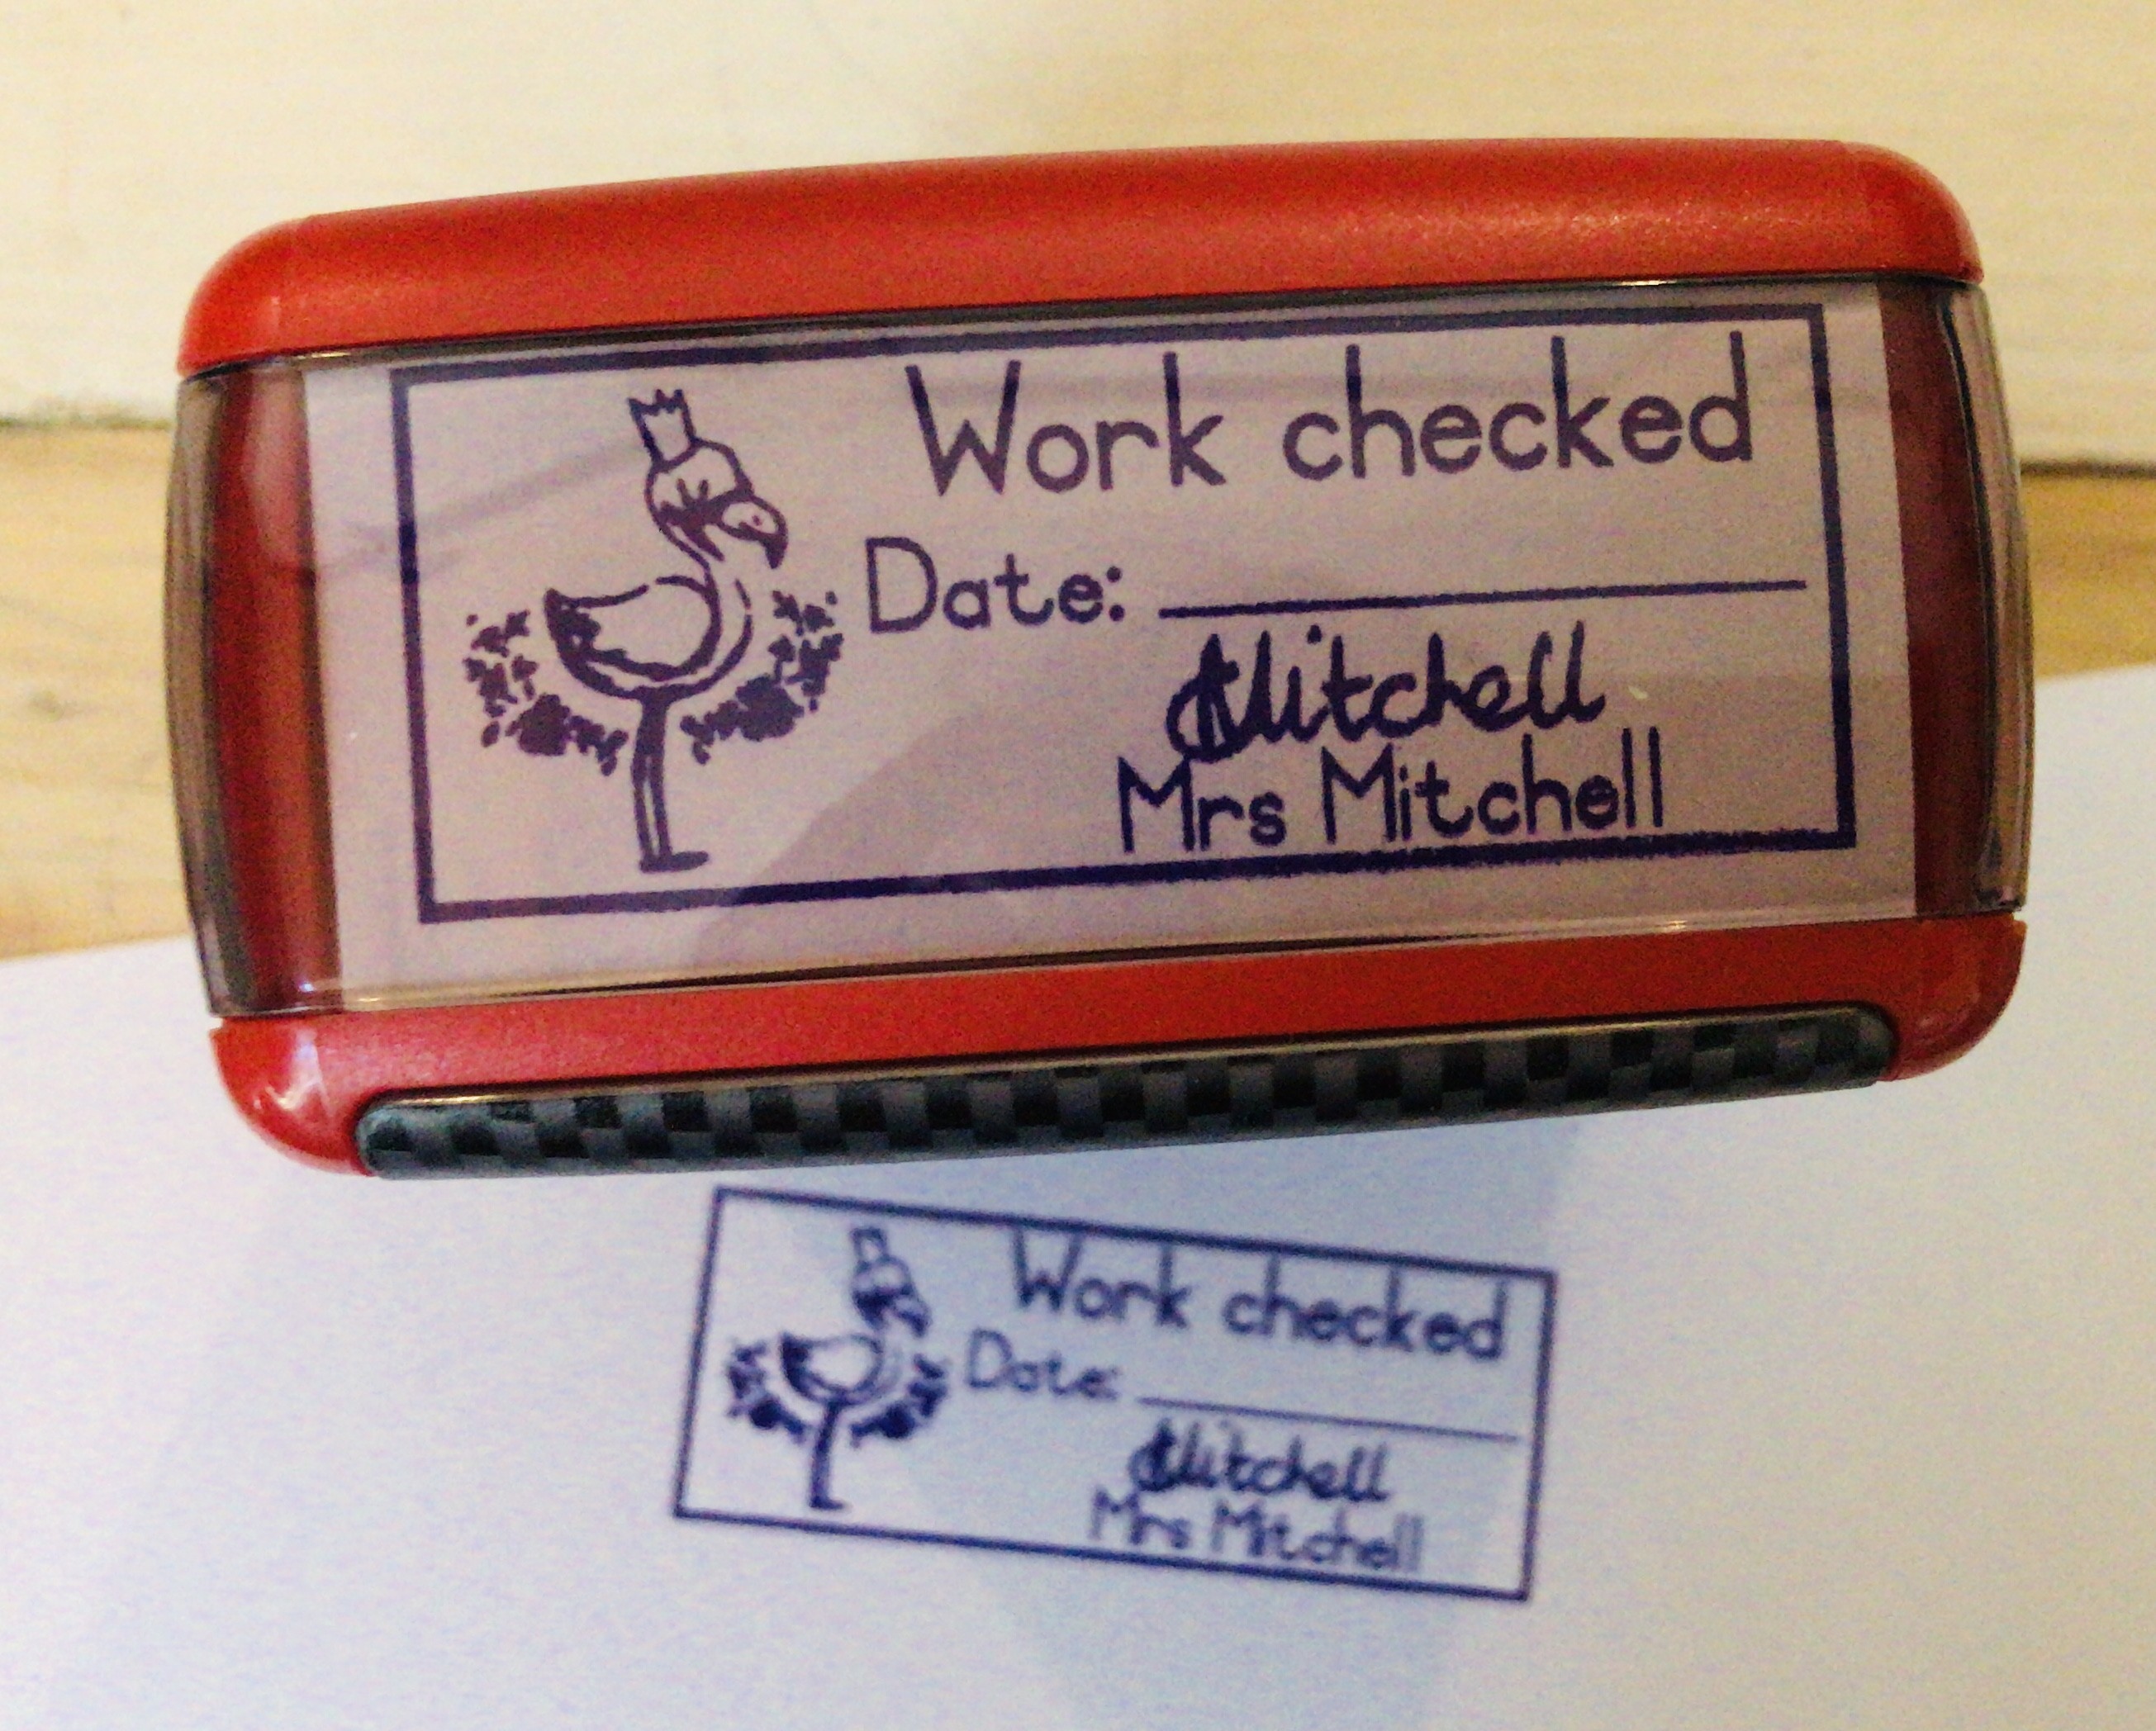 Work checked
Date:
Mitchell
Mrs Mitchell
Work checked
Date:
Mitchell
Mrs Mitchell